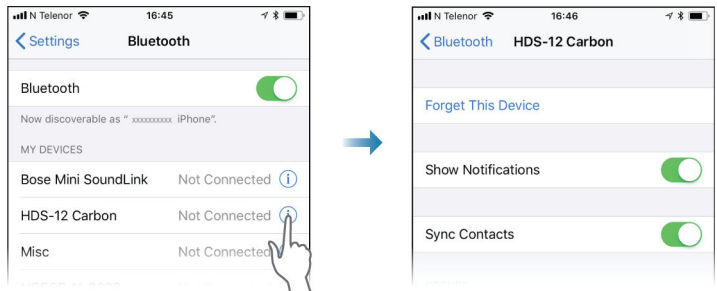 N Telenor 16:45
Settings Bluetooth
Bluetooth
Now discoverable as " xxxxxxxxx iPhone".
MY DEVICES
Bose Mini SoundLink Not Connected
HDS-12 Carbon Not Connected
Misc Not Connected
N Telenor 16:46
Bluetooth HDS-12 Carbon
Forget This Device
Show Notifications
Sync Contacts